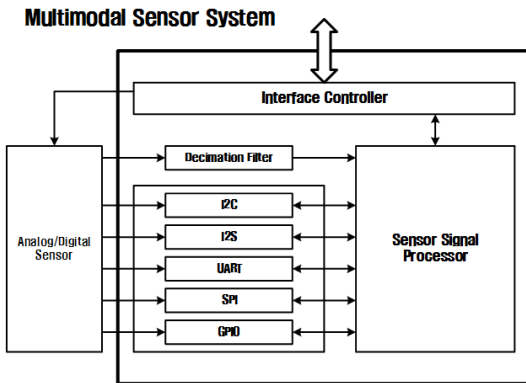 Multimodal Sensor System
Interface Controller
Decimation Filter
I2C
I2S
UART
SPI
GPIO
Analog/Digital
Sensor
Sensor Signal
Processor